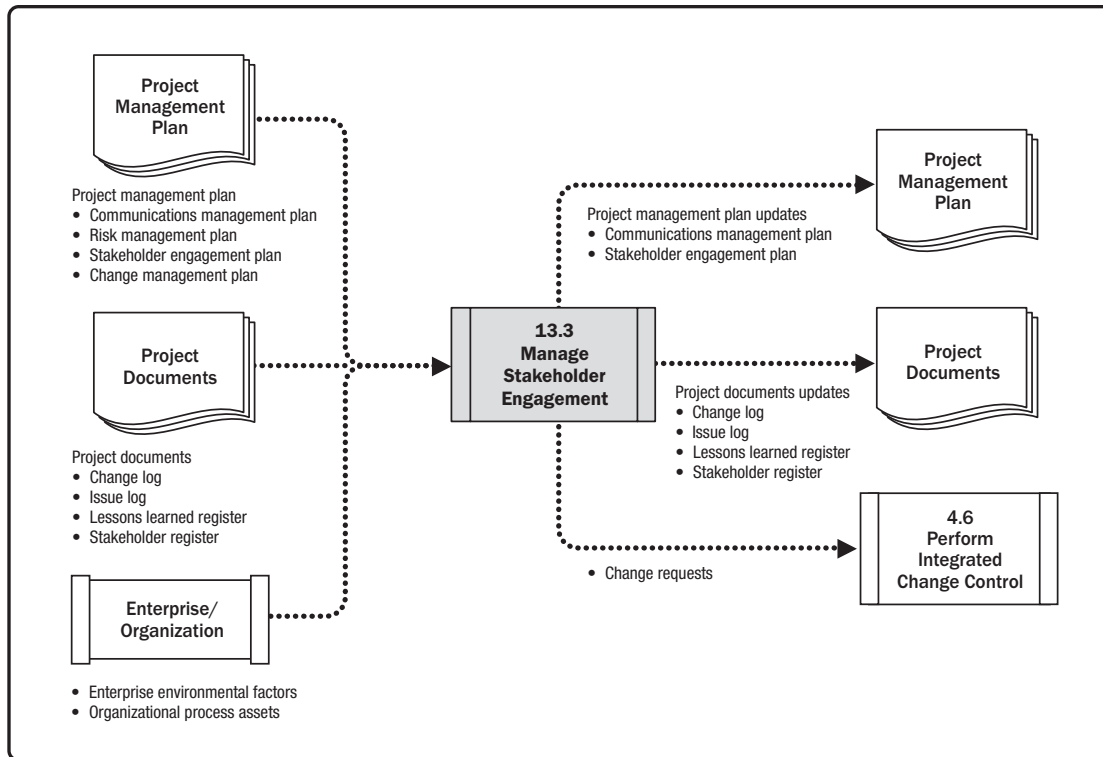 Project
Management
Plan
Project management plan
• Communications management plan
• Risk management plan
• Stakeholder engagement plan
• Change management plan
Project
Documents
Project documents
• Change log
• Issue log
• Lessons learned register
• Stakeholder register
Enterprise/
Organization
• Enterprise environmental factors
• Organizational process assets
13.3
Manage
Stakeholder
Engagement
Project management plan updates
• Communications management plan
• Stakeholder engagement plan
Project
Management
Plan
Project documents updates
• Change log
• Issue log
• Lessons learned register
• Stakeholder register
Project
Documents
• Change requests
4.6
Perform
Integrated
Change Control